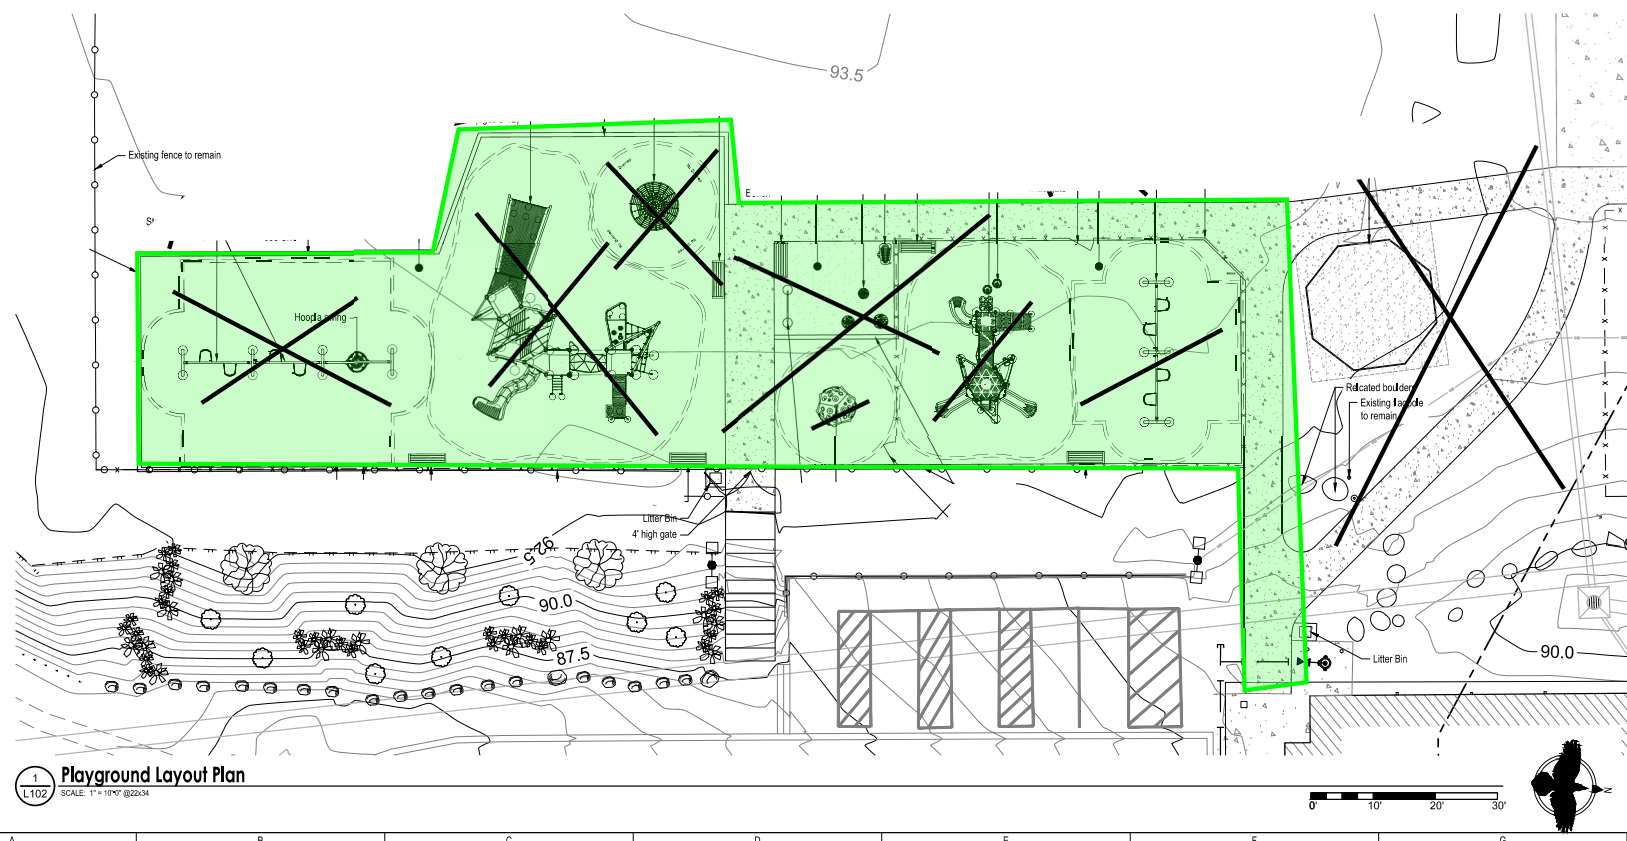 93.5
Existing fence to remain
Hoopla swing
Relocated boulders
Existing flagpole
to remain
Litter Bin
4' high gate
92.5
90.0
87.5
90.0
Litter Bin
1
L102
Playground Layout Plan
SCALE: 1" = 10'-0" @22x34
0' 10' 20' 30'
N
A B C D E F G